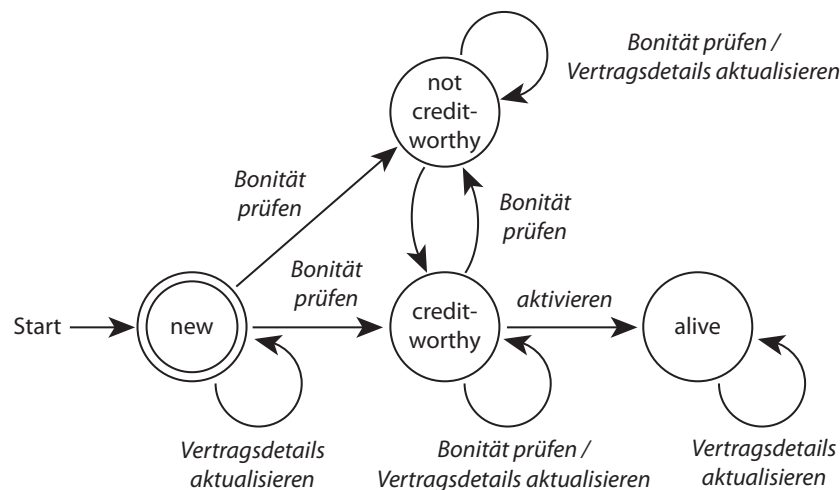 Bonität prüfen /
Vertragsdetails aktualisieren
not
credit-
worthy
Bonität
prüfen
Bonität
prüfen
Bonität
prüfen
Start
new
credit-
worthy
aktivieren
alive
Vertragsdetails
aktualisieren
Bonität prüfen /
Vertragsdetails aktualisieren
Vertragsdetails
aktualisieren